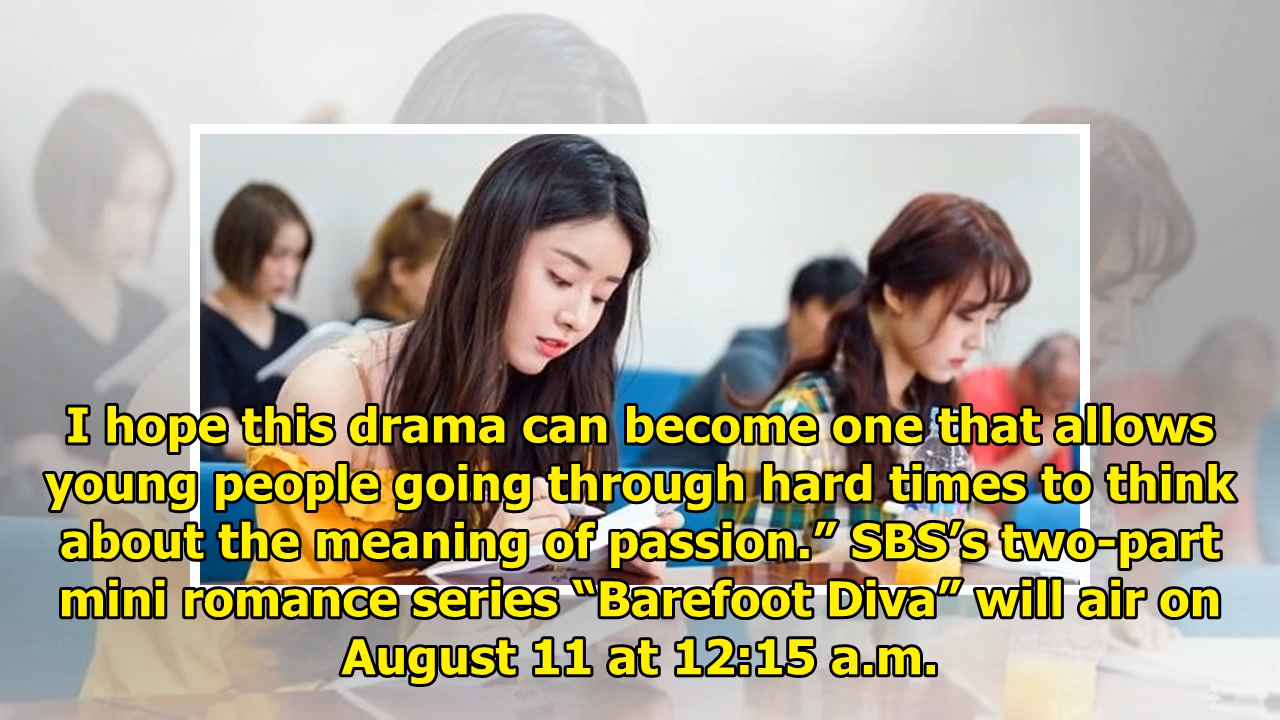 I hope this drama can become one that allows
young people going through hard times to think
about the meaning of passion.” SBS’s two-part
mini romance series “Barefoot Diva” will air on
August 11 at 12:15 a.m.